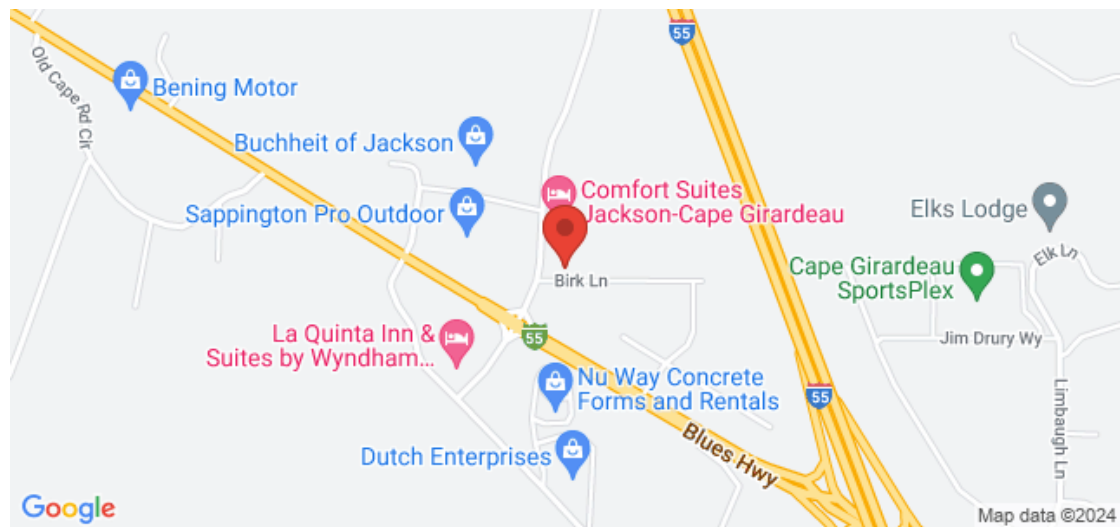 55
Old Cape Rd Cir
Bening Motor
Buchheit of Jackson
Comfort Suites
Jackson-Cape Girardeau
Sappington Pro Outdoor
Elks Lodge
Elk Ln
Cape Girardeau
SportsPlex
Birk Ln
La Quinta Inn &
Suites by Wyndham...
55
Jim Drury Wy
Nu Way Concrete
Forms and Rentals
55
Limbaugh Ln
Blues Hwy
Dutch Enterprises
Google
Map data ©2024